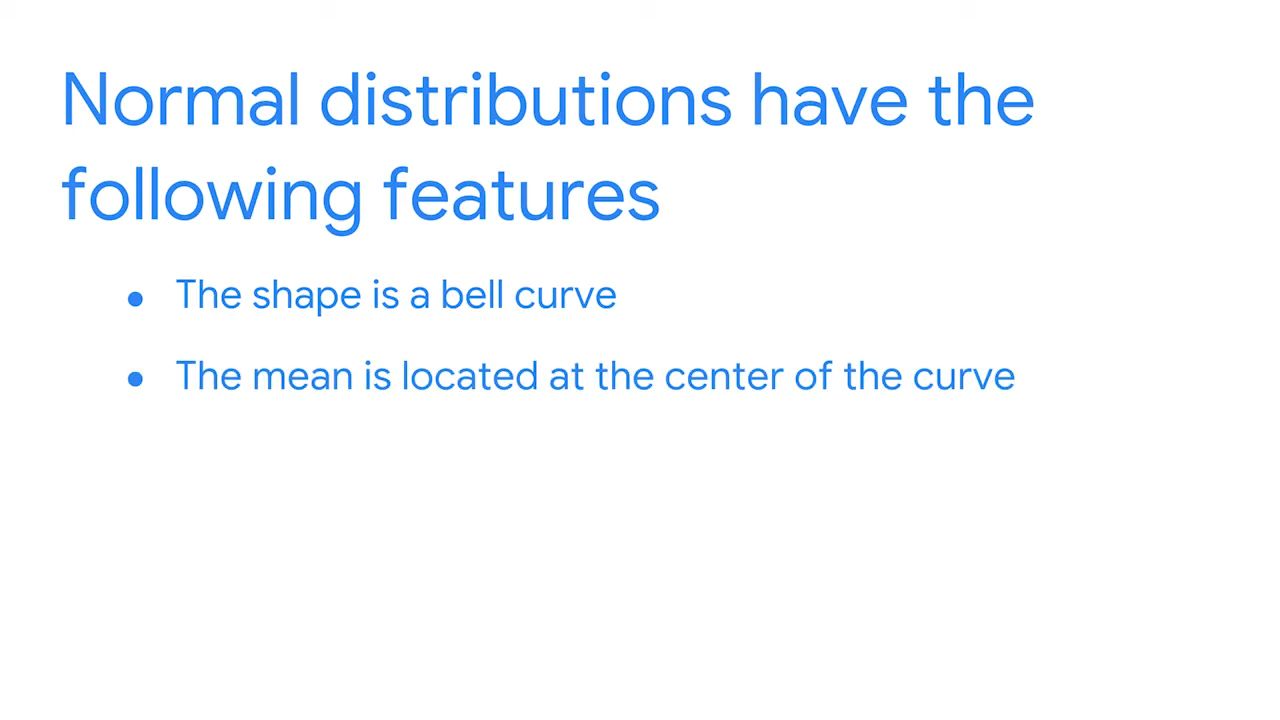 Normal distributions have the
following features
• The shape is a bell curve
• The mean is located at the center of the curve